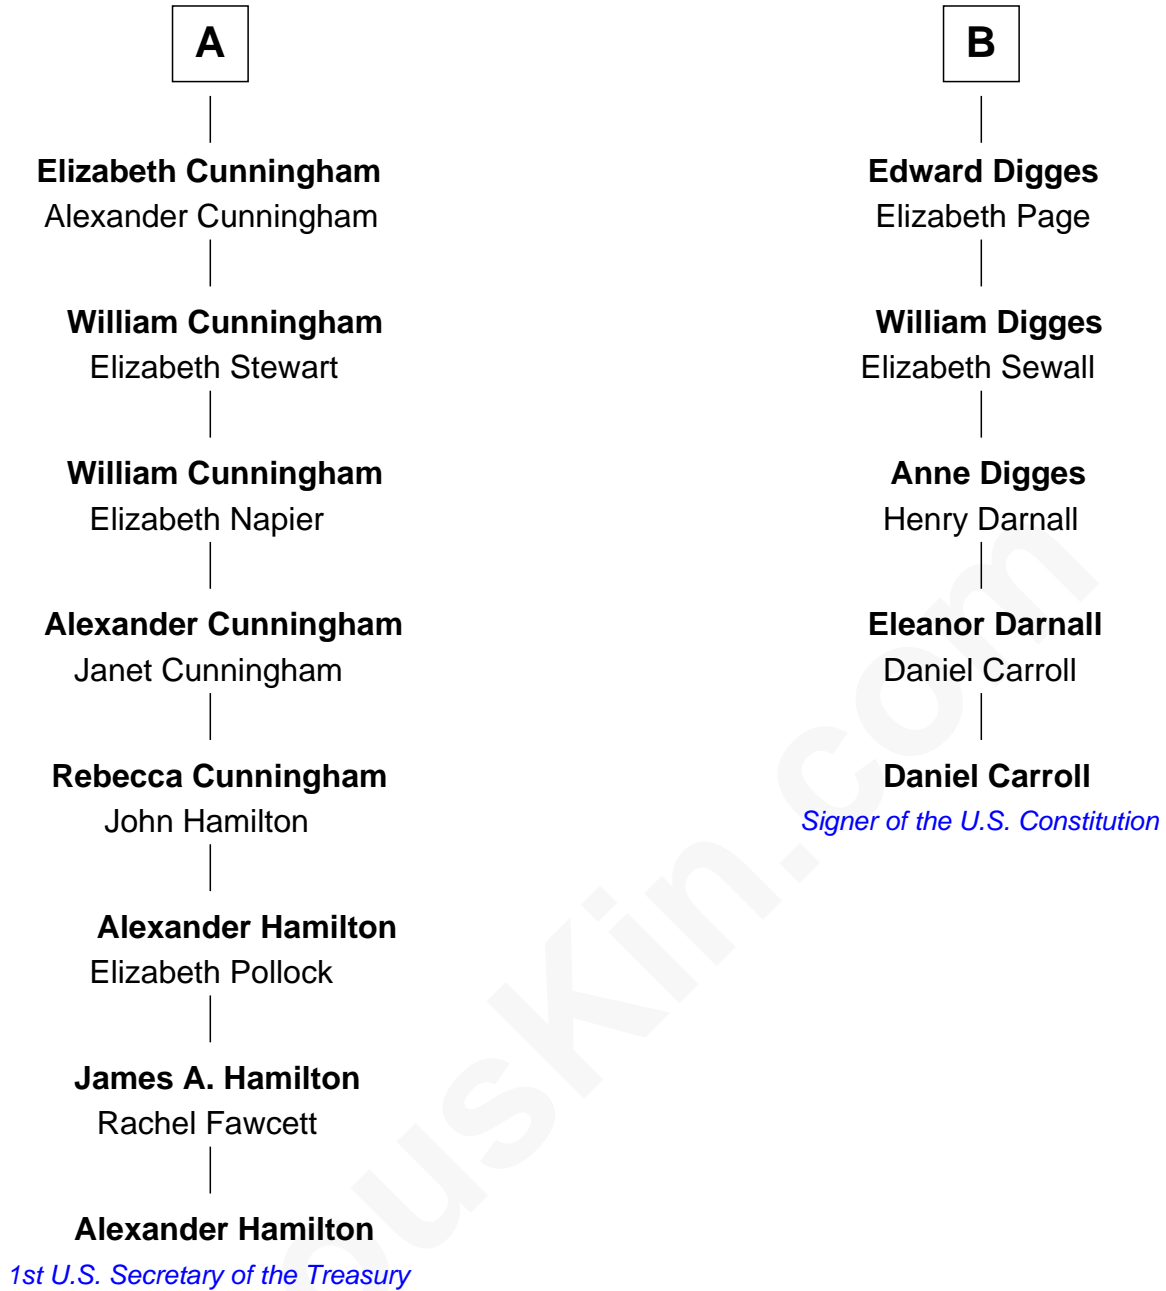 A
Elizabeth Cunningham
Alexander Cunningham
William Cunningham
Elizabeth Stewart
William Cunningham
Elizabeth Napier
Alexander Cunningham
Janet Cunningham
Rebecca Cunningham
John Hamilton
Alexander Hamilton
Elizabeth Pollock
James A. Hamilton
Rachel Fawcett
Alexander Hamilton
1st U.S. Secretary of the Treasury
B
Edward Digges
Elizabeth Page
William Digges
Elizabeth Sewall
Anne Digges
Henry Darnall
Eleanor Darnall
Daniel Carroll
Daniel Carroll
Signer of the U.S. Constitution
ousKin.com